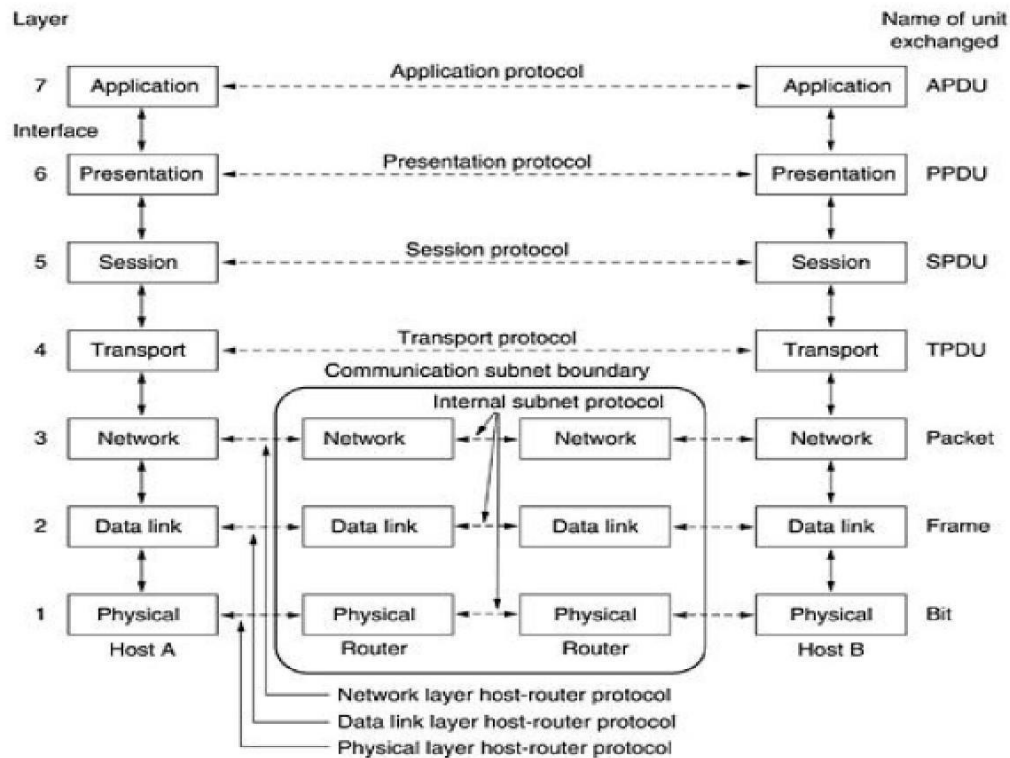 Layer
Name of unit
exchanged
7 Application Application protocol Application APDU
Interface
6 Presentation Presentation protocol Presentation PPDU
5 Session Session protocol Session SPDU
4 Transport Transport protocol Transport TPDU
Communication subnet boundary
Internal subnet protocol
3 Network Network Network Network Packet
2 Data link Data link Data link Data link Frame
1 Physical Physical Physical Physical Bit
Host A Router Router Host B
Network layer host-router protocol
Data link layer host-router protocol
Physical layer host-router protocol